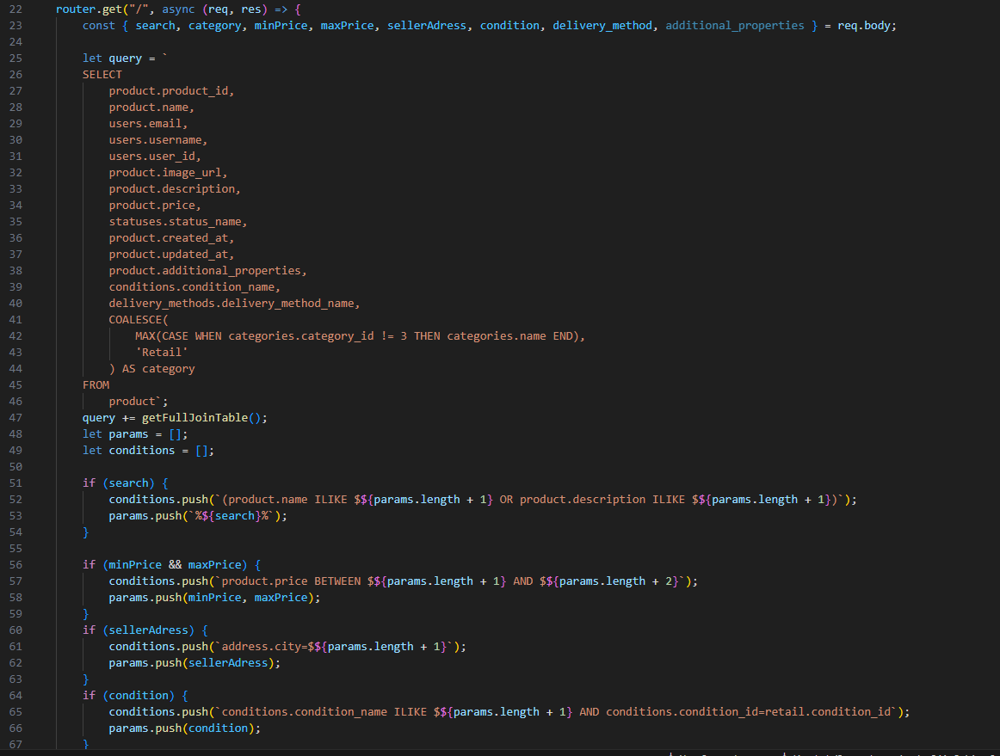 22 router.get("/", async (req, res) => {
23 const { search, category, minPrice, maxPrice, sellerAdress, condition, delivery_method, additional_properties } = req.body;
24
25 let query = `
26 SELECT
27 product.product_id,
28 product.name,
29 users.email,
30 users.username,
31 users.user_id,
32 product.image_url,
33 product.description,
34 product.price,
35 statuses.status_name,
36 product.created_at,
37 product.updated_at,
38 product.additional_properties,
39 conditions.condition_name,
40 delivery_methods.delivery_method_name,
41 COALESCE(
42 MAX(CASE WHEN categories.category_id != 3 THEN categories.name END),
43 'Retail'
44 ) AS category
45 FROM
46 product`;
47 query += getFullJoinTable();
48 let params = [];
49 let conditions = [];
50
51 if (search) {
52 conditions.push(`(product.name ILIKE $${params.length + 1} OR product.description ILIKE $${params.length + 1})`);
53 params.push(`%${search}%`);
54 }
55
56 if (minPrice && maxPrice) {
57 conditions.push(`product.price BETWEEN $${params.length + 1} AND $${params.length + 2}`);
58 params.push(minPrice, maxPrice);
59 }
60 if (sellerAdress) {
61 conditions.push(`address.city=$${params.length + 1}`);
62 params.push(sellerAdress);
63 }
64 if (condition) {
65 conditions.push(`conditions.condition_name ILIKE $${params.length + 1} AND conditions.condition_id=retail.condition_id`);
66 params.push(condition);
67 }